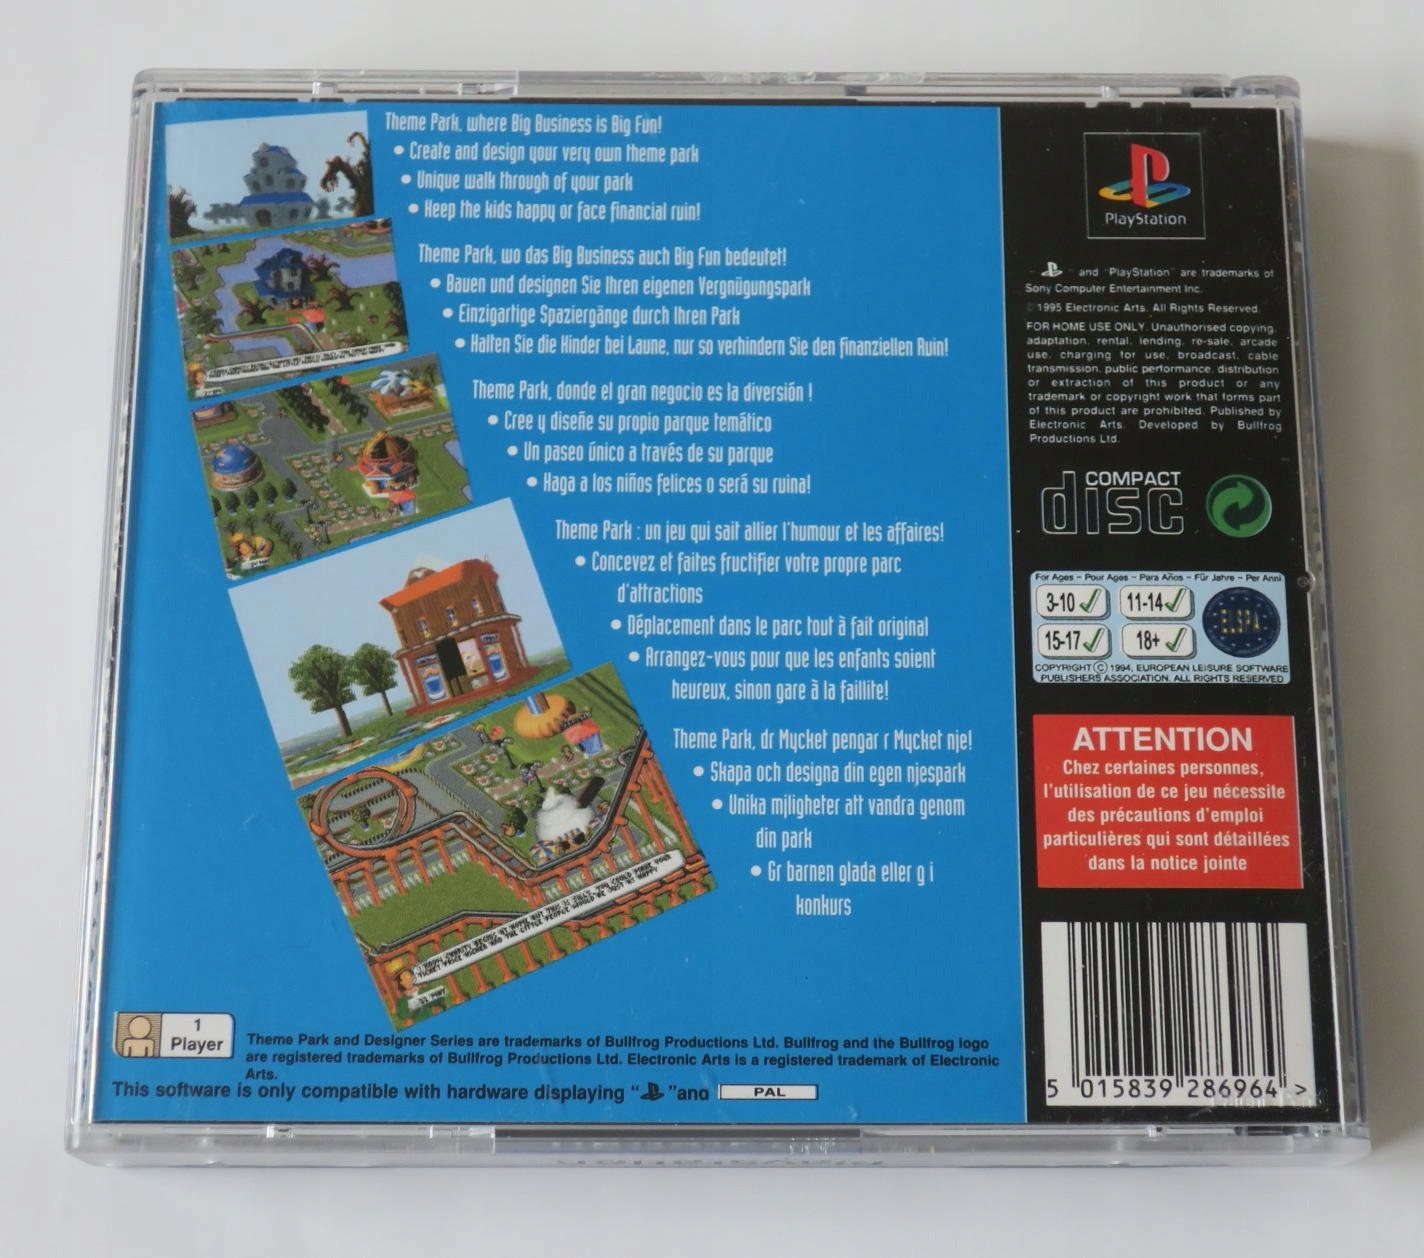 Theme Park, where Big Business is Big Fun!
• Create and design your very own theme park
• Unique walk through of your park
• Keep the kids happy or face financial ruin!
Theme Park, wo das Big Business auch Big Fun bedeutet!
• Bauen und designen Sie Ihren eigenen Vergnügungspark
• Einzigartige Spaziergänge durch Ihren Park
• Halten Sie die Kinder bei Laune, nur so verhindern Sie den finanziellen Ruin!
Theme Park, donde el gran negocio es la diversión !
• Cree y diseñe su propio parque temático
• Un paseo único a través de su parque
• Haga a los niños felices o será su ruina!
Theme Park : un jeu qui sait allier l'humour et les affaires!
• Concevez et faites fructifier votre propre parc
d'attractions
• Déplacement dans le parc tout à fait original
• Arrangez-vous pour que les enfants soient
heureux, sinon gare à la faillite!
Theme Park, dr Mycket pengar r Mycket nje!
• Skapa och designa din egen njespark
• Unika mjligheter att vandra genom
din park
• Gr barnen glada eller g i
konkurs
1
Player
Theme Park and Designer Series are trademarks of Bullfrog Productions Ltd. Bullfrog and the Bullfrog logo
are registered trademarks of Bullfrog Productions Ltd. Electronic Arts is a registered trademark of Electronic
Arts.
This software is only compatible with hardware displaying " " and PAL
PlayStation
" " and "PlayStation" are trademarks of
Sony Computer Entertainment Inc.
© 1995 Electronic Arts. All Rights Reserved.
FOR HOME USE ONLY. Unauthorised copying,
adaptation, rental, lending, re-sale, arcade
use, charging for use, broadcast, cable
transmission, public performance, distribution
or extraction of this product or any
trademark or copyright work that forms part
of this product are prohibited. Published by
Electronic Arts. Developed by Bullfrog
Productions Ltd.
COMPACT
disc
For Ages - Pour Ages - Para Años - Für Jahre - Per Anni
3-10 ✓ 11-14 ✓
15-17 ✓ 18+ ✓
E.L.S.P.A.
COPYRIGHT © 1994, EUROPEAN LEISURE SOFTWARE
PUBLISHERS ASSOCIATION. ALL RIGHTS RESERVED
ATTENTION
Chez certaines personnes,
l'utilisation de ce jeu nécessite
des précautions d'emploi
particulières qui sont détaillées
dans la notice jointe
5 015839 286964 >